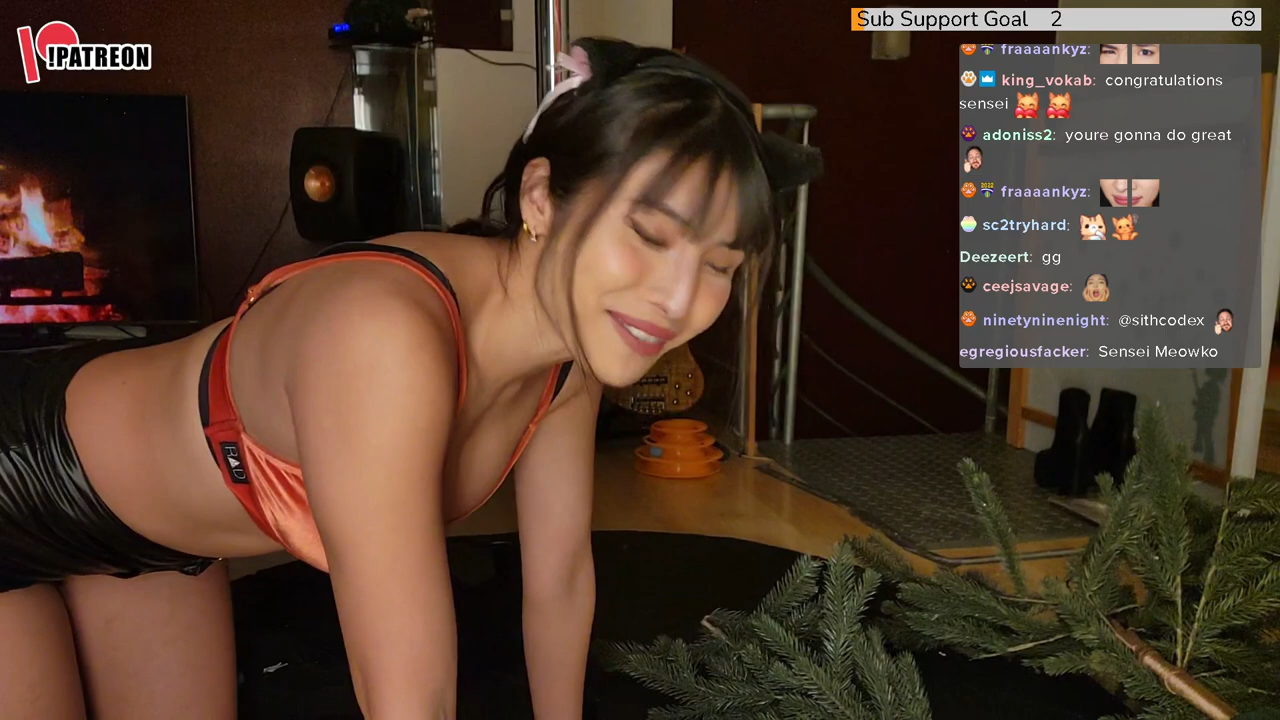 !PATREON
Sub Support Goal 2 69
fraaaankyz:
king_vokab: congratulations
sensei
adoniss2: youre gonna do great
fraaaankyz:
sc2tryhard:
Deezeert: gg
ceejsavage:
ninetyninenight: @sithcodex
egregiousfacker: Sensei Meowko